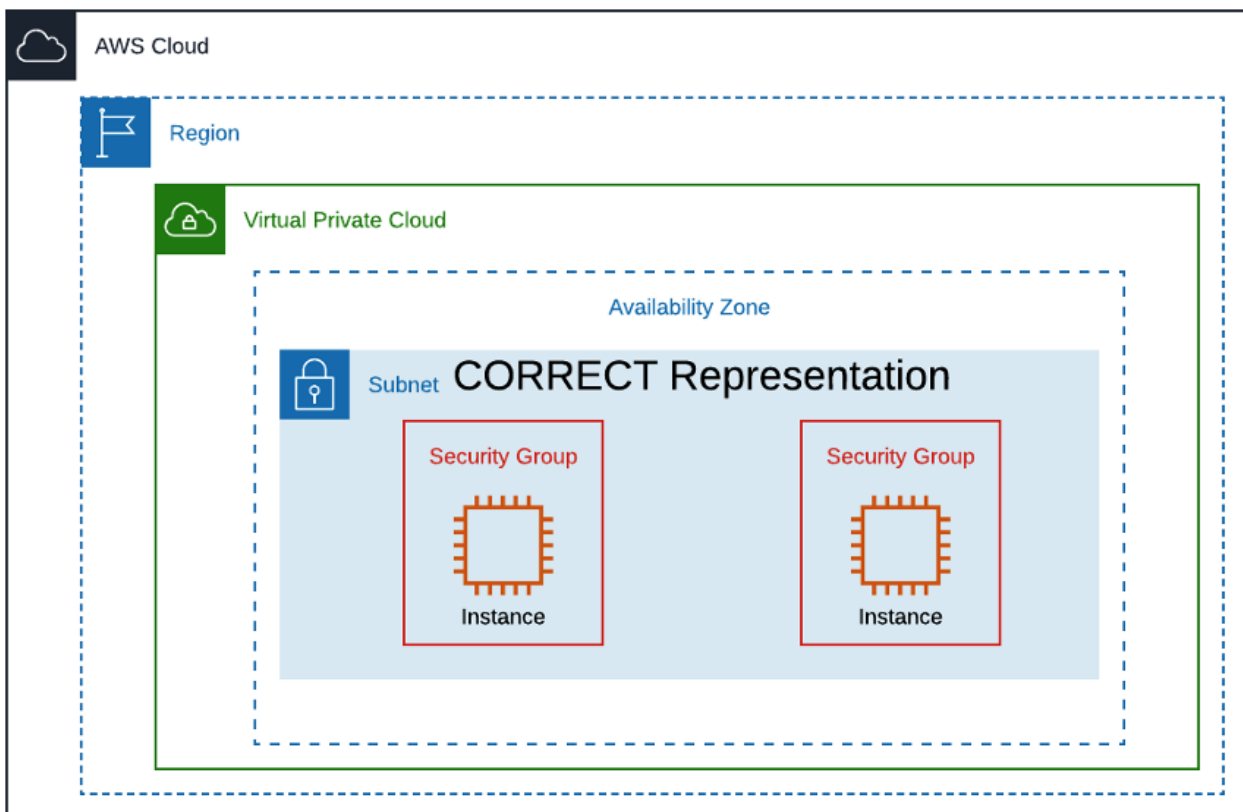 AWS Cloud
Region
Virtual Private Cloud
Availability Zone
Subnet CORRECT Representation
Security Group Security Group
Instance Instance